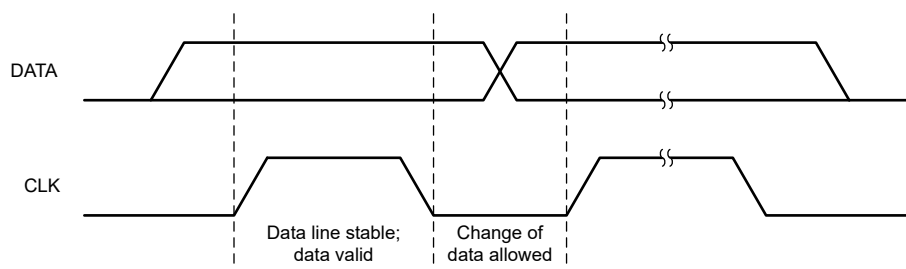 DATA
CLK
Data line stable;
data valid
Change of
data allowed